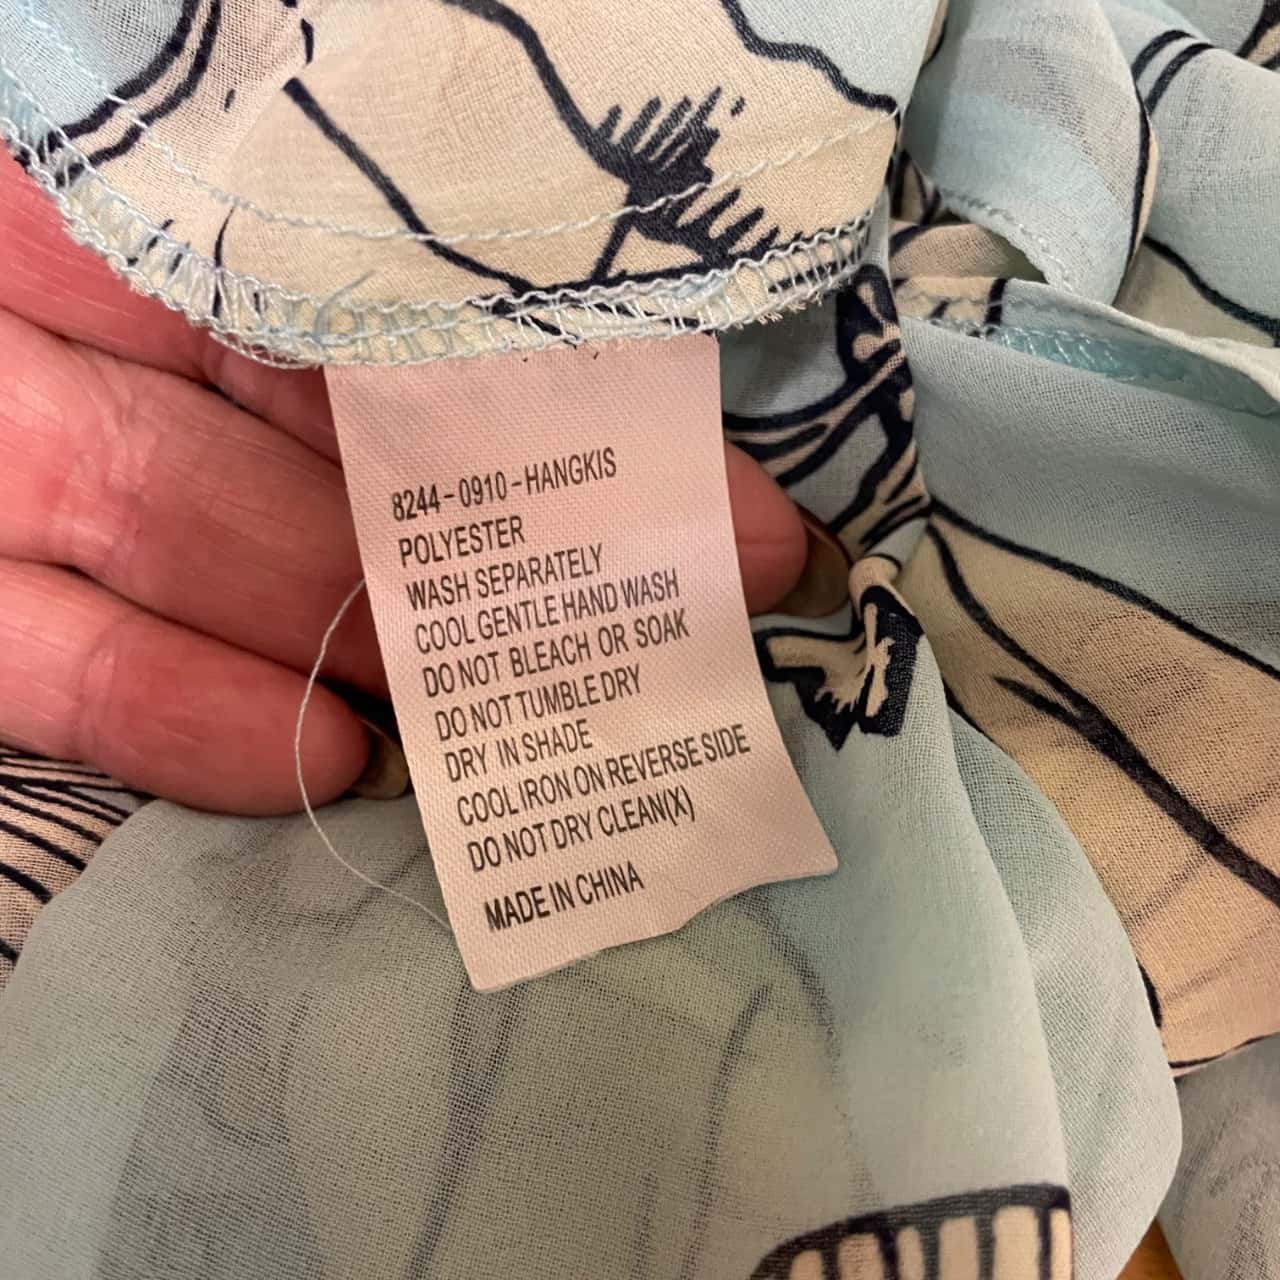 8244-0910-HANGKIS
POLYESTER
WASH SEPARATELY
COOL GENTLE HAND WASH
DO NOT BLEACH OR SOAK
DO NOT TUMBLE DRY
DRY IN SHADE
COOL IRON ON REVERSE SIDE
DO NOT DRY CLEAN(X)
MADE IN CHINA